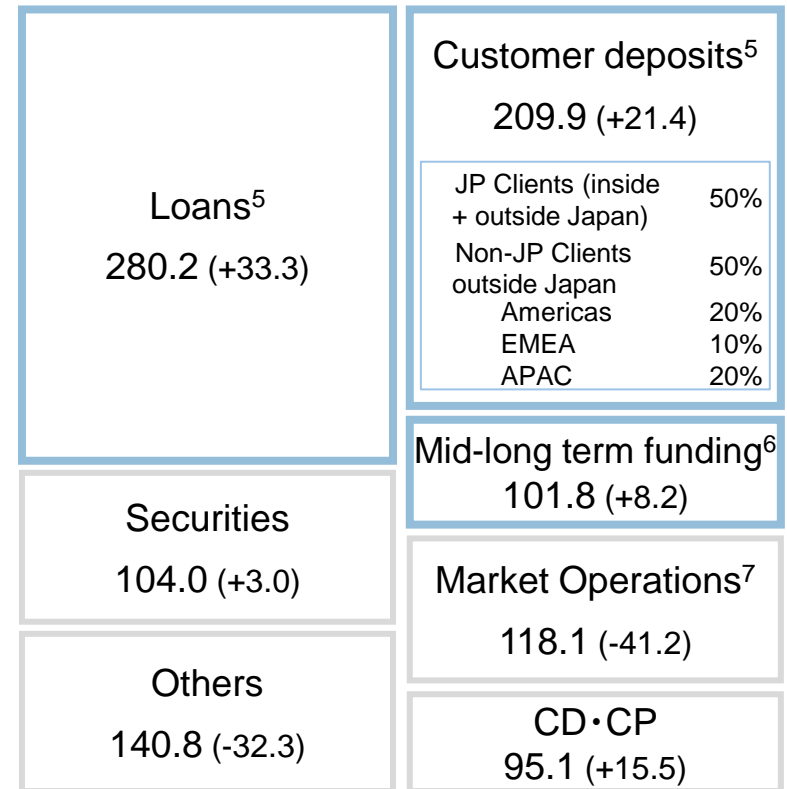 Loans⁵
280.2 (+33.3)
Securities
104.0 (+3.0)
Others
140.8 (-32.3)
Customer deposits⁵
209.9 (+21.4)
JP Clients (inside
+ outside Japan) 50%
Non-JP Clients
outside Japan 50%
Americas 20%
EMEA 10%
APAC 20%
Mid-long term funding⁶
101.8 (+8.2)
Market Operations⁷
118.1 (-41.2)
CD・CP
95.1 (+15.5)